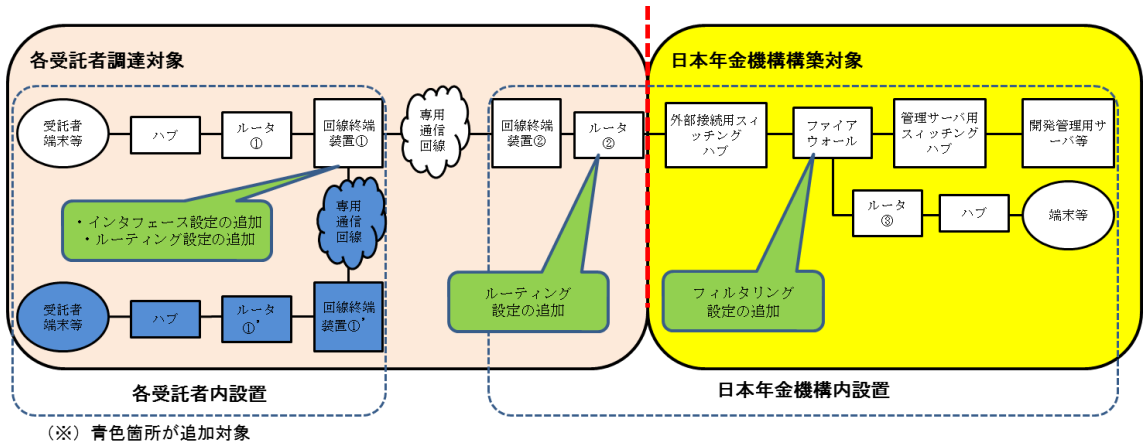 各受託者調達対象
日本年金機構構築対象
受託者
端末等
ハブ
ルータ
①
回線終端
装置①
専用
通信
回線
回線終端
装置②
ルータ
②
外部接続用スィ
ッチング
ハブ
ファイア
ウォール
管理サーバ用
スィッチング
ハブ
開発管理用サ
ーバ等
・インタフェース設定の追加
・ルーティング設定の追加
専用
通信
回線
ルータ
③
ハブ
端末等
受託者
端末等
ハブ
ルータ
①’
回線終端
装置①’
ルーティング
設定の追加
フィルタリング
設定の追加
各受託者内設置
日本年金機構内設置
(※) 青色箇所が追加対象